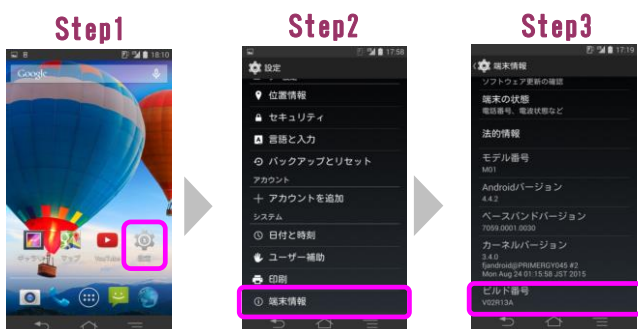 Step1
18:10
Google
ギャラリー
マップ
YouTube
設定
Step2
17:58
設定
位置情報
セキュリティ
言語と入力
バックアップとリセット
アカウント
+ アカウントを追加
システム
日付と時刻
ユーザー補助
印刷
端末情報
Step3
17:19
端末情報
ソフトウェア更新の確認
端末の状態
電話番号、電波状態など
法的情報
モデル番号
M01
Androidバージョン
4.4.2
ベースバンドバージョン
7059.0001.0030
カーネルバージョン
3.4.0
fjandroid@PRIMERGY045 #2
Mon Aug 24 01:15:58 JST 2015
ビルド番号
V02R13A